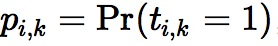 p_{i,k} = Pr(t_{i,k} = 1)